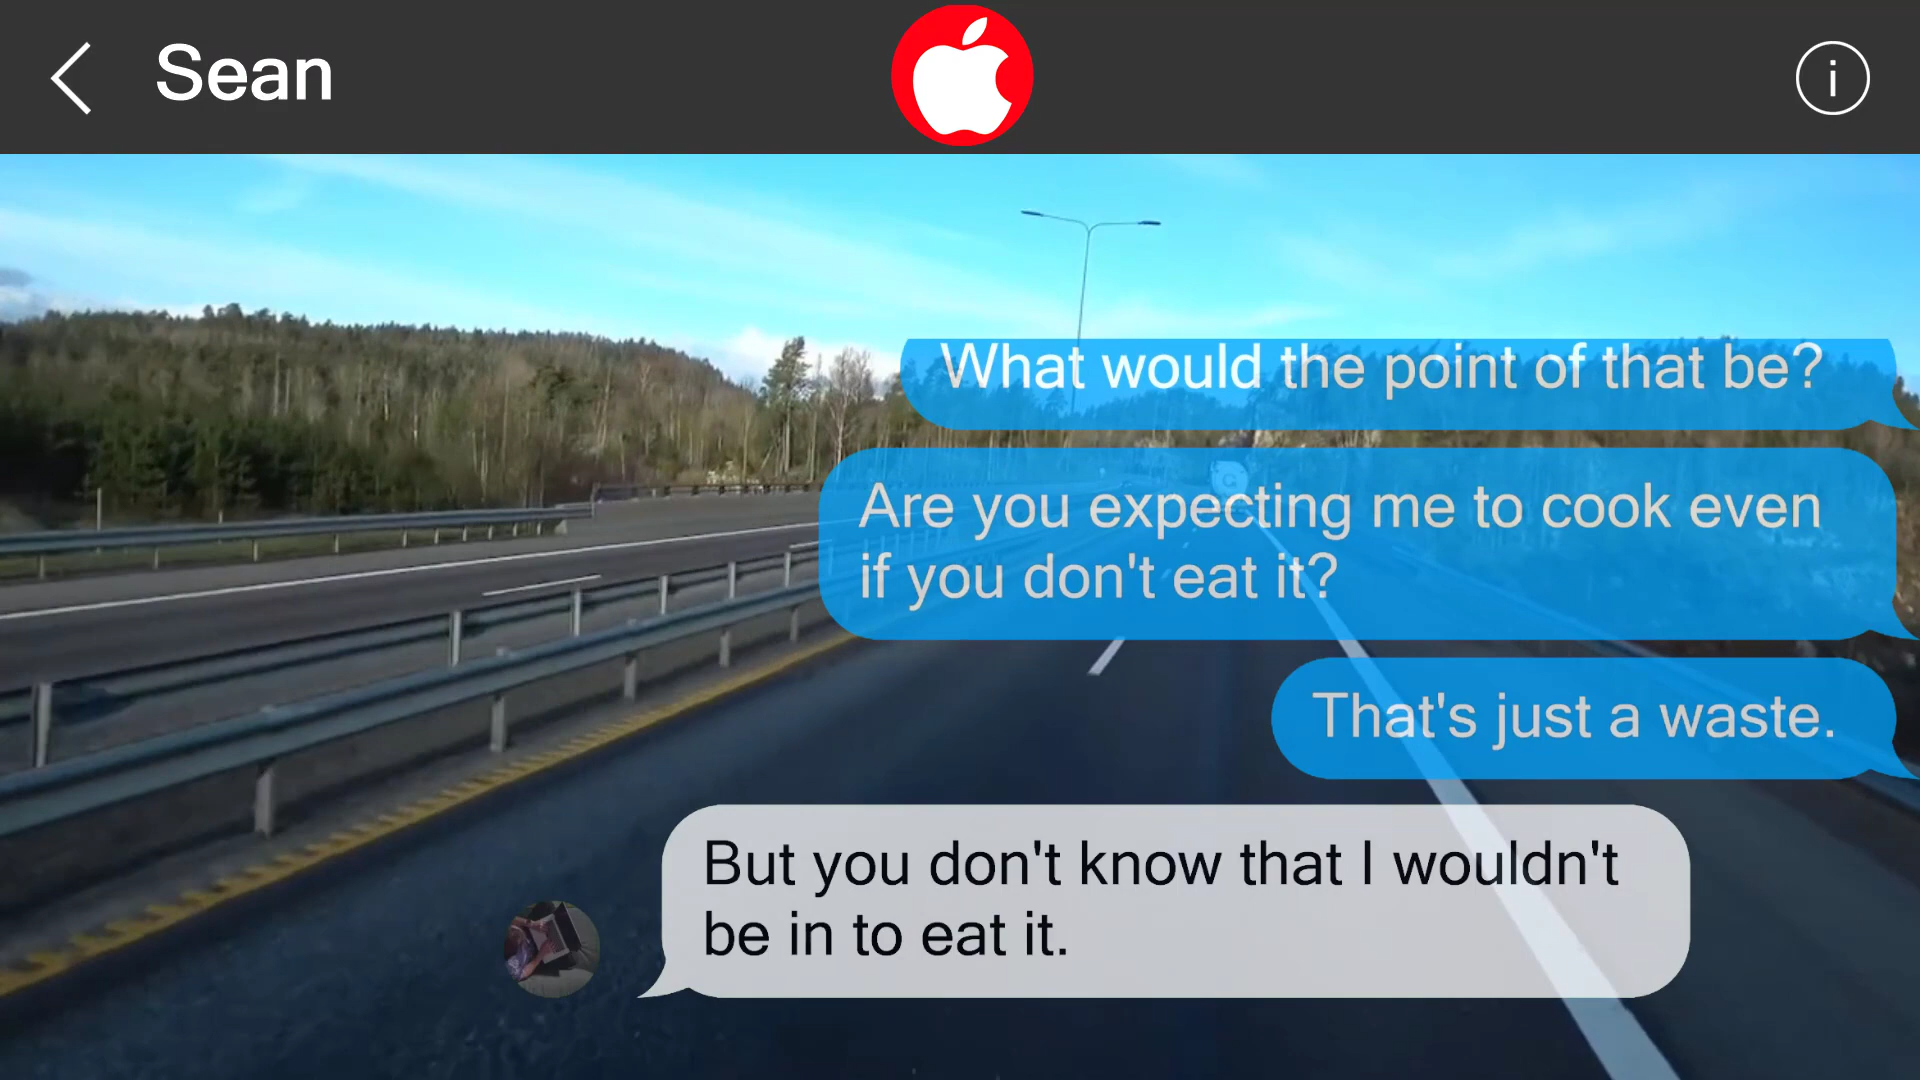 Sean
What would the point of that be?
Are you expecting me to cook even
if you don't eat it?
That's just a waste.
But you don't know that I wouldn't
be in to eat it.